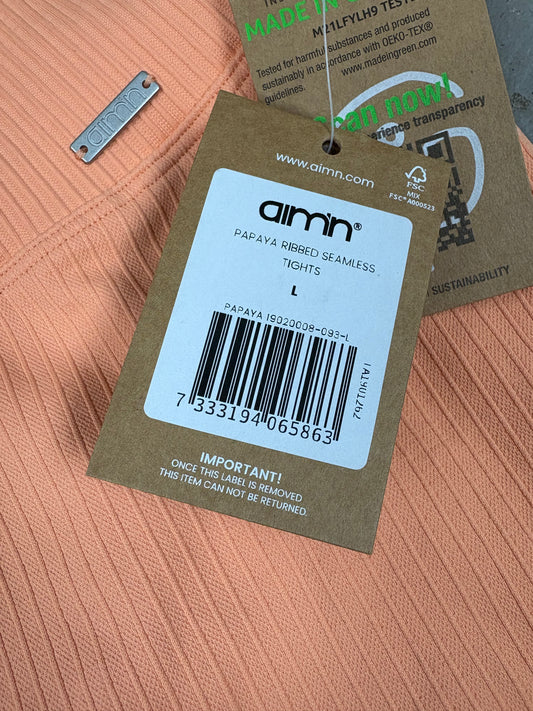 MADE IN
M21LFYLH9 TEST
Tested for harmful substances and produced
sustainably in accordance with OEKO-TEX®
guidelines.
www.madeingreen.com
Scan now!
experience transparency
SUSTAINABILITY
aim'n
www.aimn.com
FSC
MIX
FSC® A000523
aim'n®
PAPAYA RIBBED SEAMLESS
TIGHTS
L
PAPAYA 19020008-093-L
7 333194 065863
IMPORTANT!
ONCE THIS LABEL IS REMOVED
THIS ITEM CAN NOT BE RETURNED.